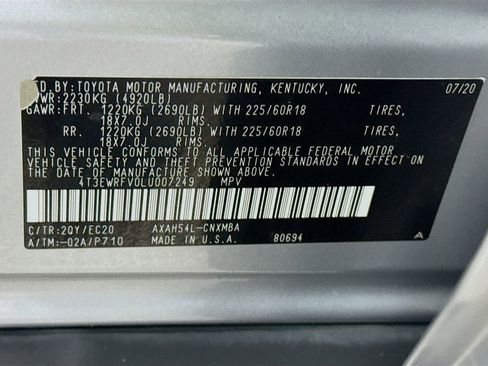 D.BY:TOYOTA MOTOR MANUFACTURING, KENTUCKY, INC. 07/20
GVWR:2230KG (4920LB)
GAWR:FRT. 1220KG (2690LB) WITH 225/60R18 TIRES,
18X7.0J RIMS.
RR. 1220KG (2690LB) WITH 225/60R18 TIRES,
18X7.0J RIMS.
THIS VEHICLE CONFORMS TO ALL APPLICABLE FEDERAL MOTOR
VEHICLE SAFETY AND THEFT PREVENTION STANDARDS IN EFFECT ON
THE DATE OF MANUFACTURE SHOWN ABOVE.
4T3EWRFV0LU007249 MPV
C/TR:2QY/EC20 AXAH54L-CNXMBA
A/TM:-02A/P710 MADE IN U.S.A. 80694 A